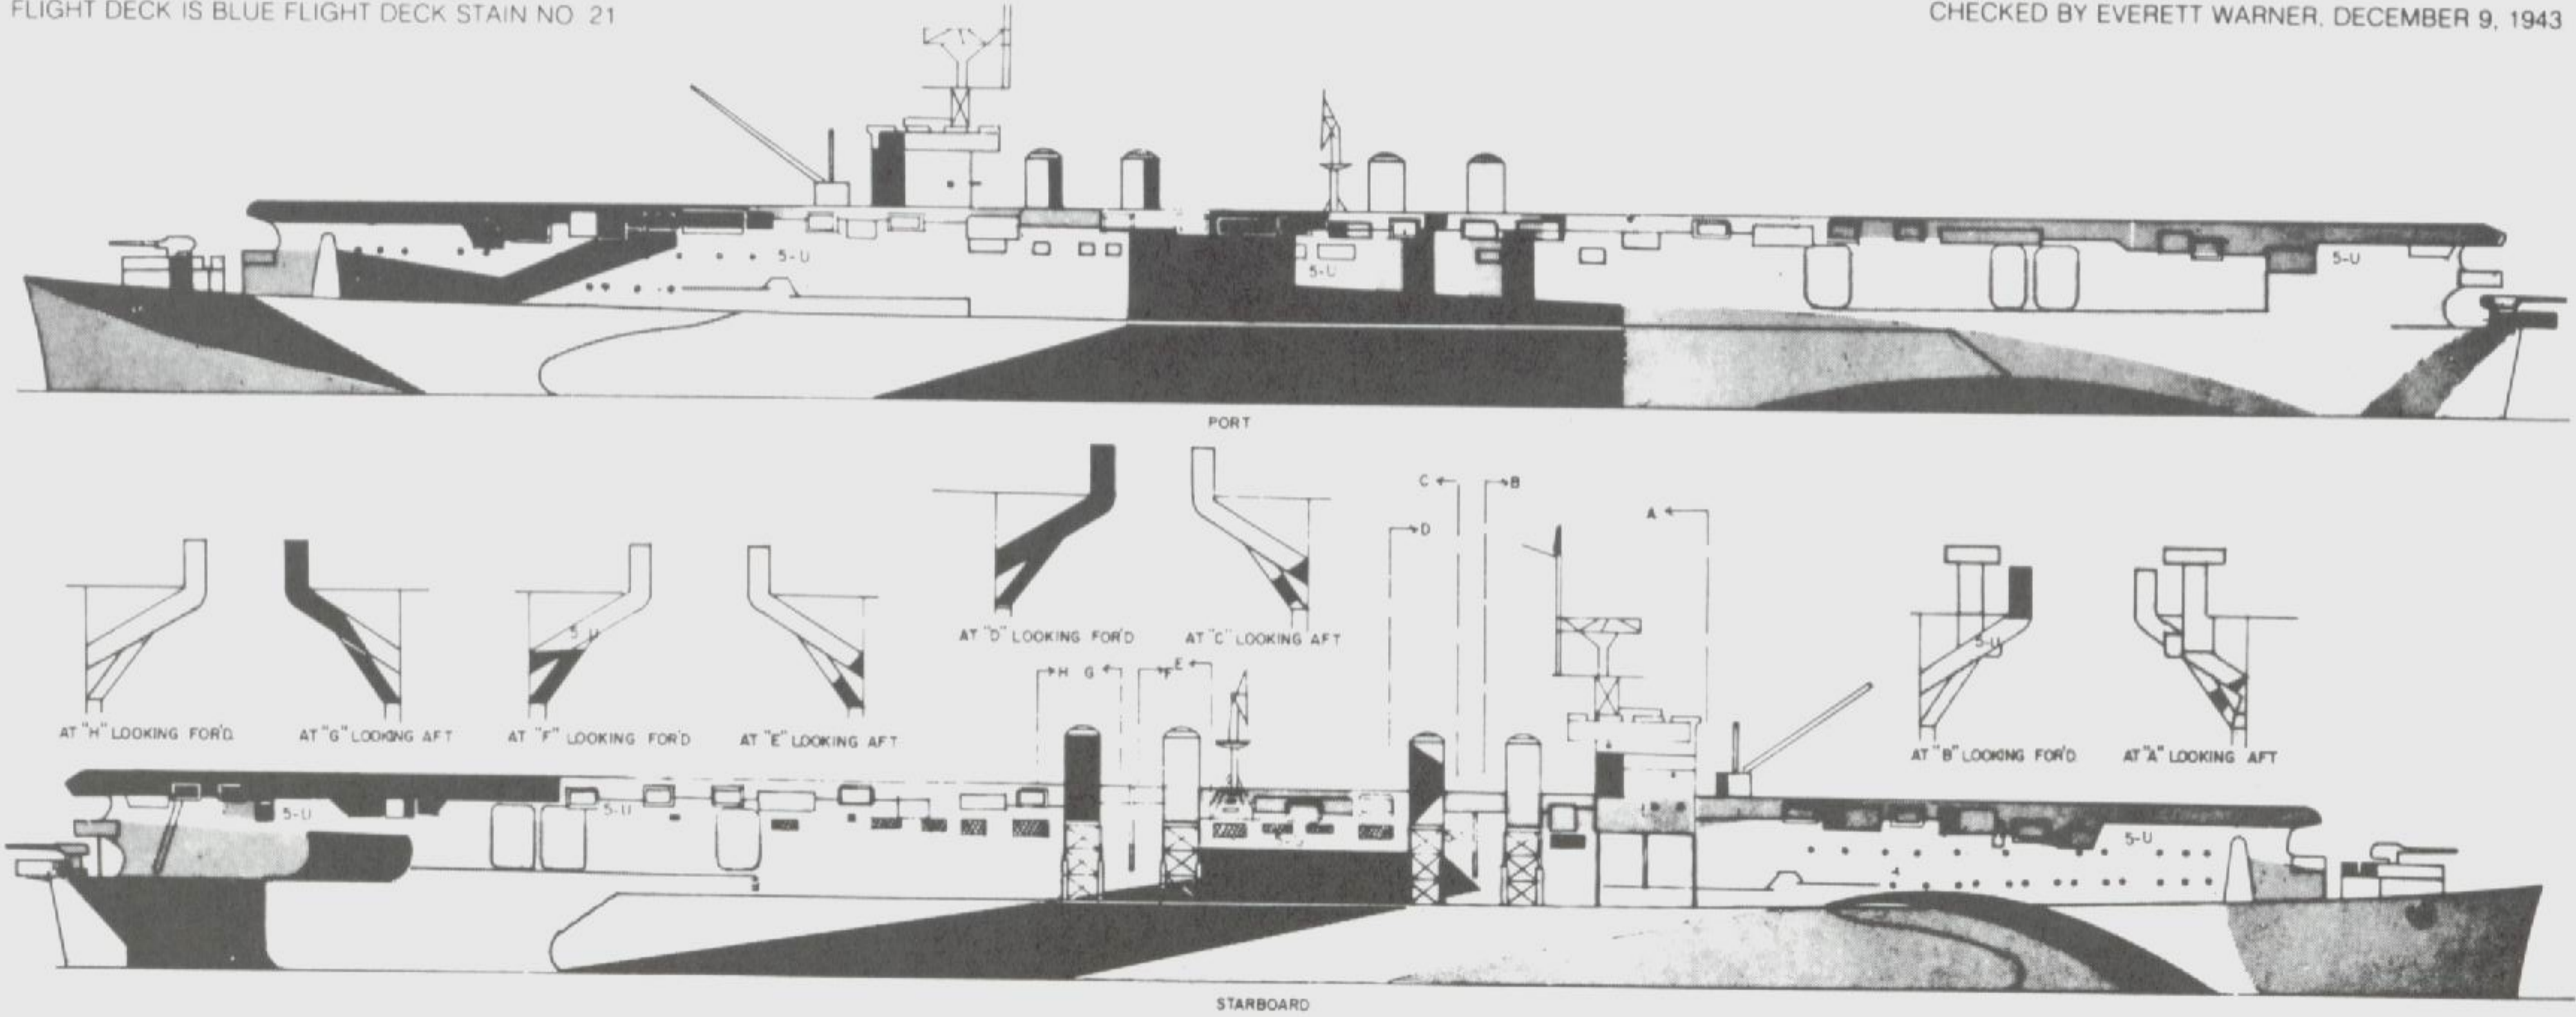 FLIGHT DECK IS BLUE FLIGHT DECK STAIN NO 21
CHECKED BY EVERETT WARNER. DECEMBER 9, 1943
5-U
5-U
5-U
PORT
C
B
D
A
AT "D" LOOKING FOR'D
AT "C" LOOKING AFT
5 U
5-U
H G F E
AT "H" LOOKING FOR'D.
AT "G" LOOKING AFT
AT "F" LOOKING FOR'D
AT "E" LOOKING AFT
AT "B" LOOKING FOR'D.
AT "A" LOOKING AFT
5-U
5-U
5-U
STARBOARD